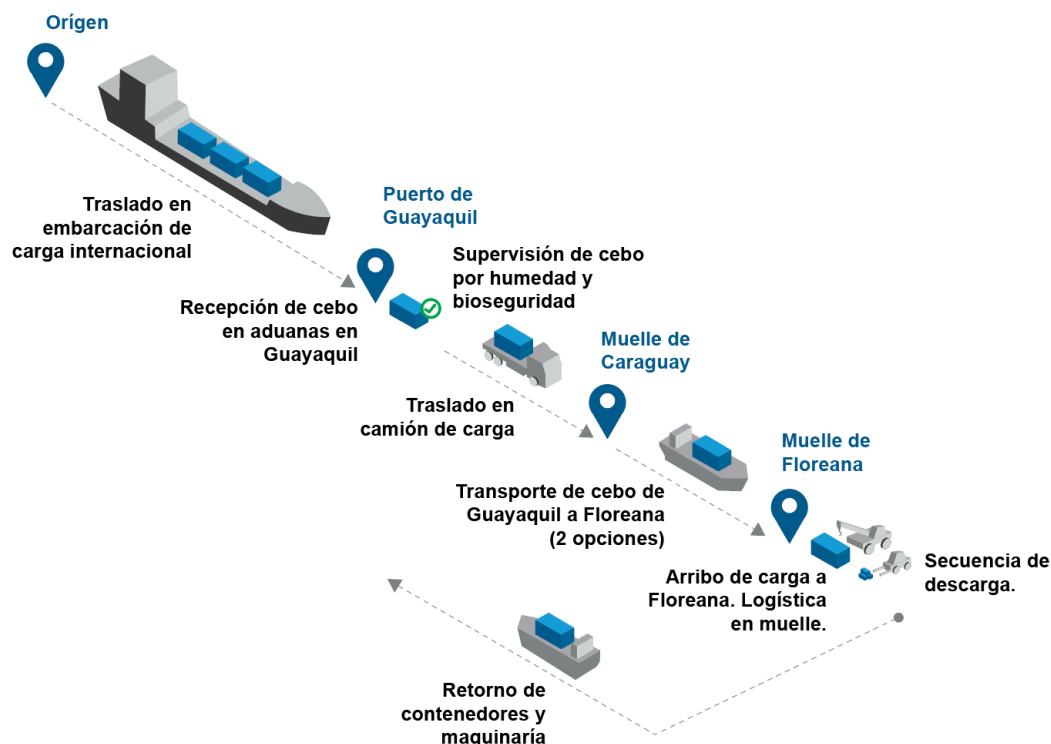 Orígen
Traslado en
embarcación de
carga internacional
Puerto de
Guayaquil
Recepción de cebo
en aduanas en
Guayaquil
Supervisión de cebo
por humedad y
bioseguridad
Traslado en
camión de carga
Muelle de
Caraguay
Transporte de cebo de
Guayaquil a Floreana
(2 opciones)
Muelle de
Floreana
Arribo de carga a
Floreana. Logística
en muelle.
Secuencia de
descarga.
Retorno de
contenedores y
maquinaría